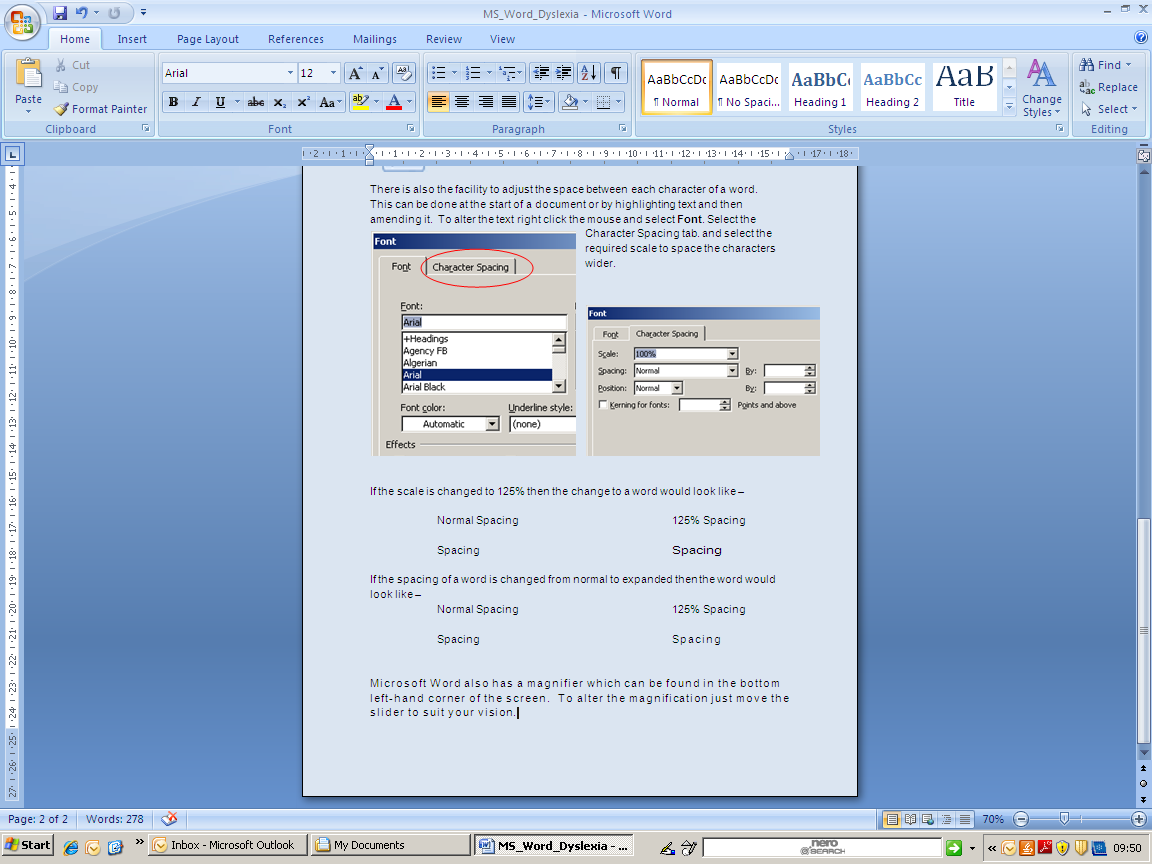 MS_Word_Dyslexia - Microsoft Word
Home Insert Page Layout References Mailings Review View
Paste
Cut
Copy
Format Painter
Clipboard
Arial 12
B I U abc x₂ x² Aa
ab A
Font
Paragraph
AaBbCcDc AaBbCcDc AaBbCc AaBbCc AaB
¶ Normal ¶ No Spaci... Heading 1 Heading 2 Title
Change
Styles
Styles
Find
Replace
Select
Editing
There is also the facility to adjust the space between each character of a word.
This can be done at the start of a document or by highlighting text and then
amending it. To alter the text right click the mouse and select Font. Select the
Character Spacing tab. and select the
required scale to space the characters
wider.
Font
Font Character Spacing
Font:
Arial
+Headings
Agency FB
Algerian
Arial
Arial Black
Font color: Underline style:
Automatic (none)
Effects
Font
Font Character Spacing
Scale: 100%
Spacing: Normal By:
Position: Normal By:
Kerning for fonts: Points and above
If the scale is changed to 125% then the change to a word would look like –
Normal Spacing 125% Spacing
Spacing Spacing
If the spacing of a word is changed from normal to expanded then the word would
look like –
Normal Spacing 125% Spacing
Spacing Spacing
Microsoft Word also has a magnifier which can be found in the bottom
left-hand corner of the screen. To alter the magnification just move the
slider to suit your vision.
Page: 2 of 2 Words: 278 70%
Start Inbox - Microsoft Outlook My Documents MS_Word_Dyslexia - ... nero SEARCH 09:50